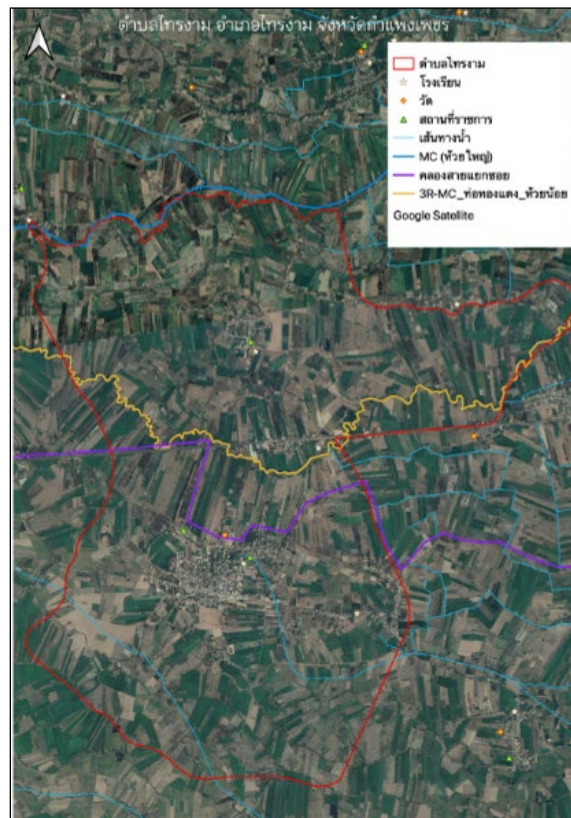 ตำบลไทรงาม อำเภอไทรงาม จังหวัดกำแพงเพชร
ตำบลไทรงาม
โรงเรียน
วัด
สถานที่ราชการ
เส้นทางน้ำ
MC (ห้วยใหญ่)
คลองสายแยกซอย
3R-MC_ท่อทองแดง_ห้วยน้อย
Google Satellite